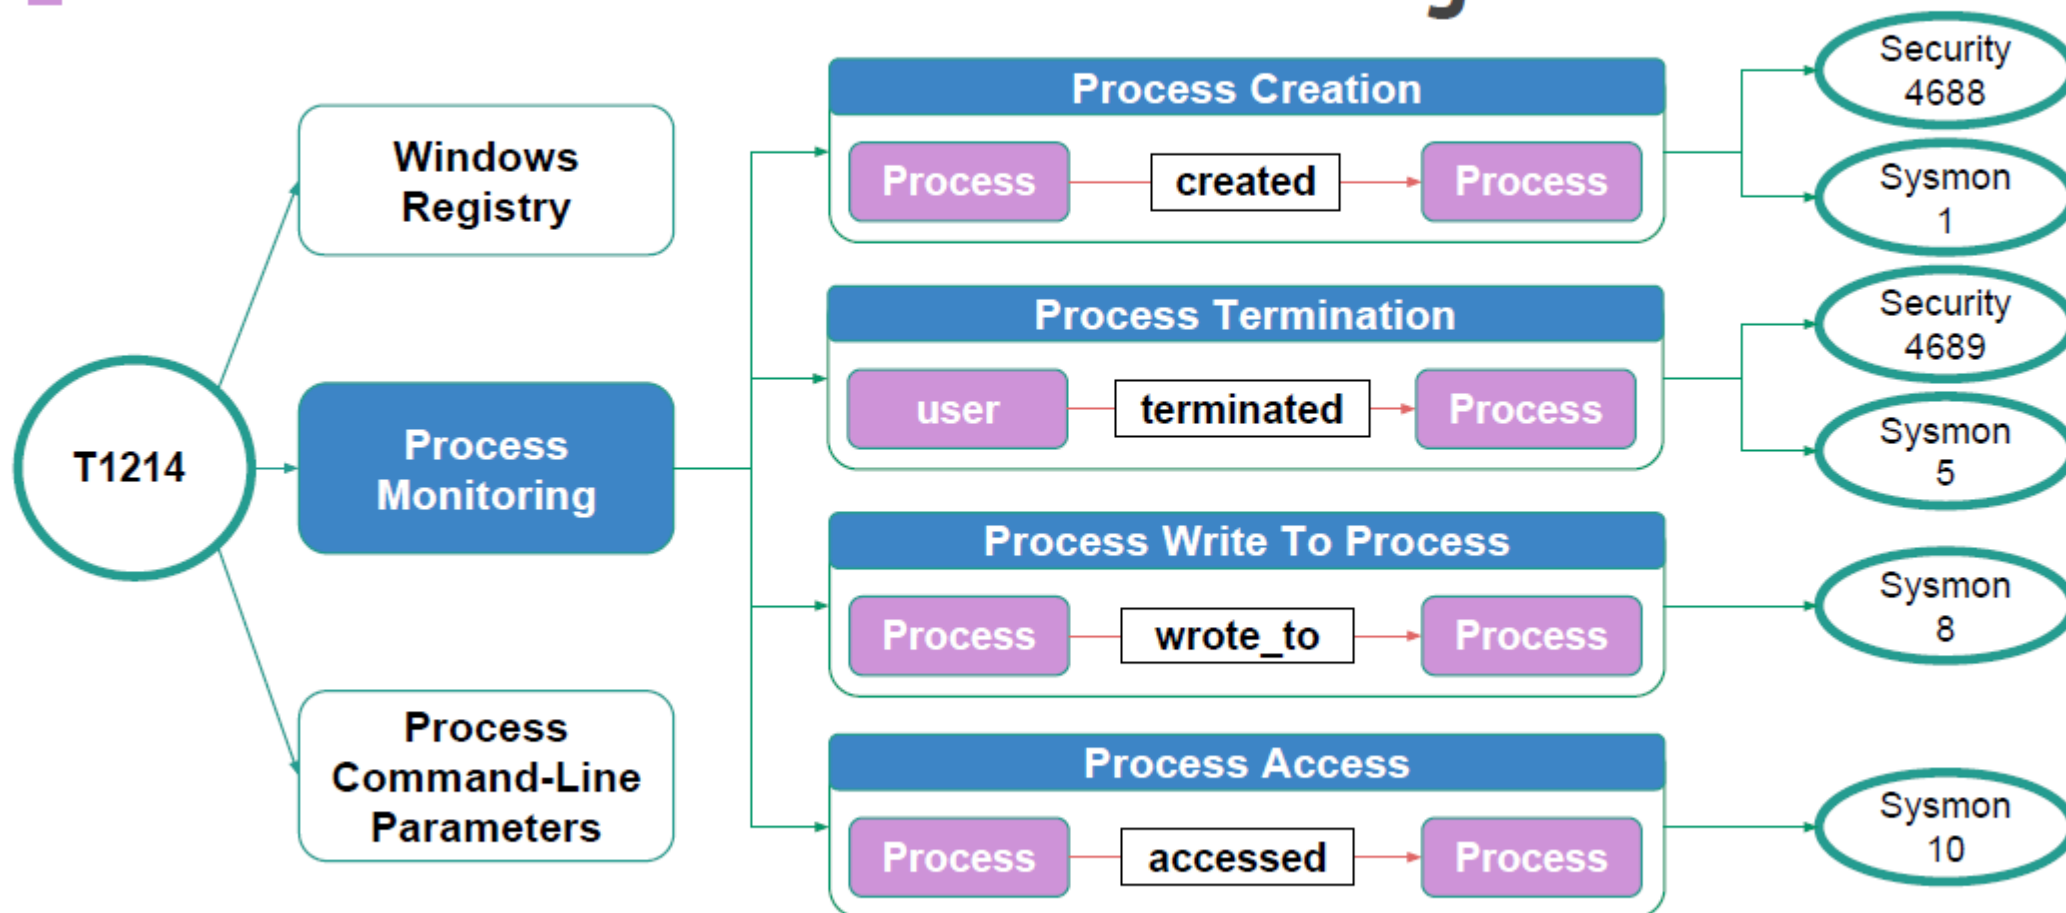 T1214
Windows
Registry
Process
Monitoring
Process
Command-Line
Parameters
Process Creation
Process
created
Process
Process Termination
user
terminated
Process
Process Write To Process
Process
wrote_to
Process
Process Access
Process
accessed
Process
Security
4688
Sysmon
1
Security
4689
Sysmon
5
Sysmon
8
Sysmon
10